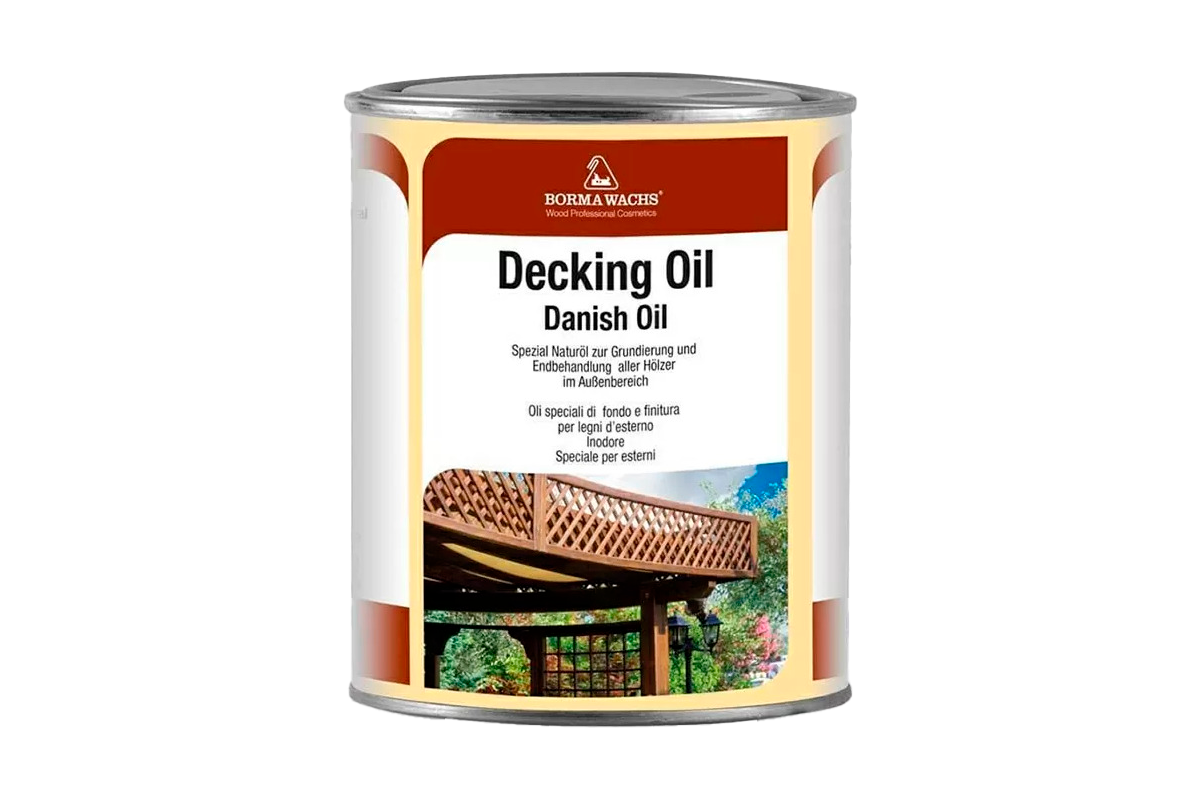 BORMA WACHS®
Wood Professional Cosmetics
Decking Oil
Danish Oil
Spezial Naturöl zur Grundierung und
Endbehandlung aller Hölzer
im Außenbereich
Oli speciali di fondo e finitura
per legni d'esterno
Inodore
Speciale per esterni